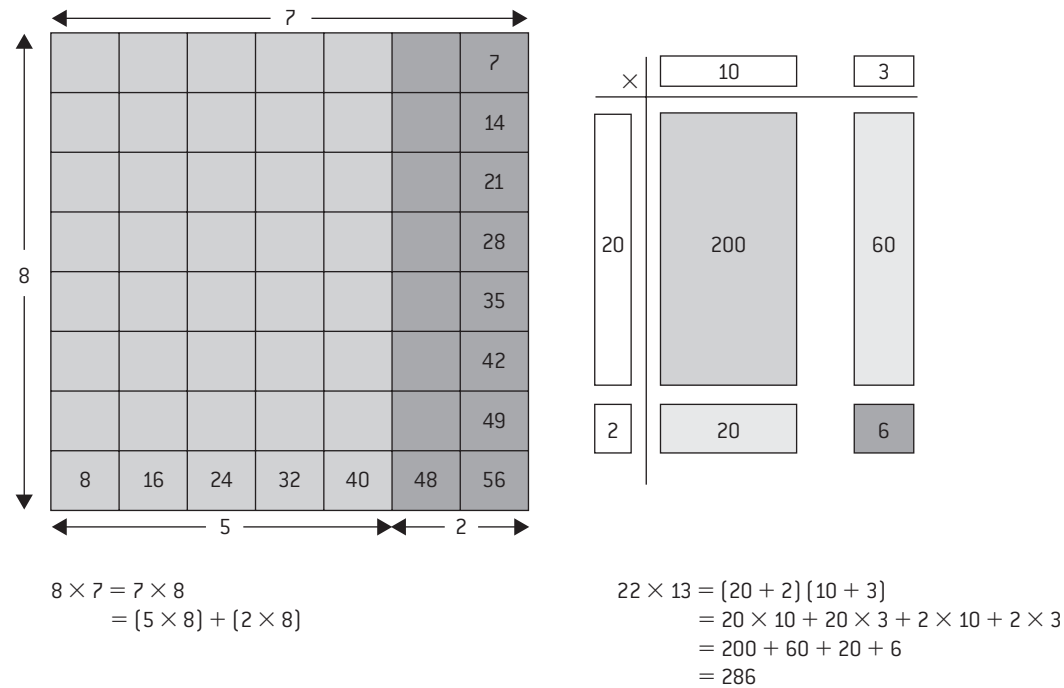 7
8
7
14
21
28
35
42
49
8 16 24 32 40 48 56
5 2
8 × 7 = 7 × 8
= (5 × 8) + (2 × 8)
× 10 3
20 200 60
2 20 6
22 × 13 = (20 + 2) (10 + 3)
= 20 × 10 + 20 × 3 + 2 × 10 + 2 × 3
= 200 + 60 + 20 + 6
= 286